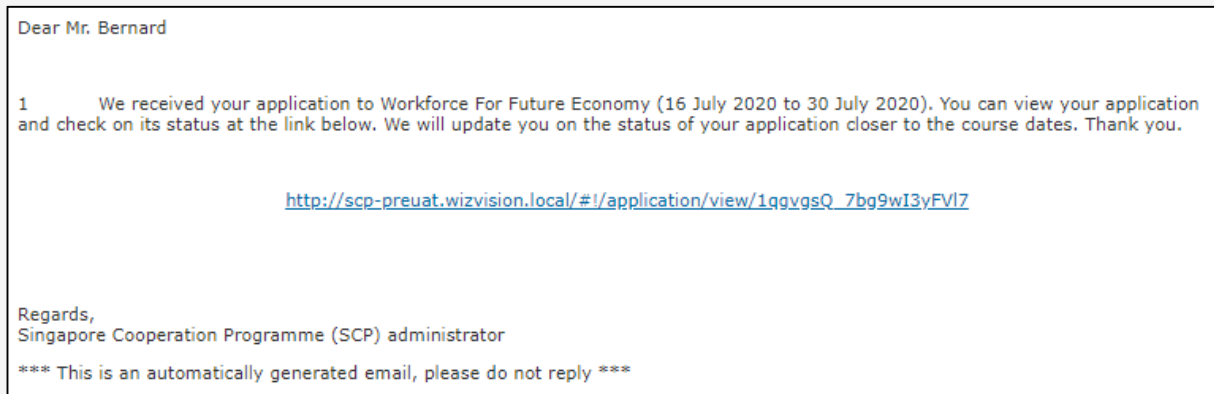 Dear Mr. Bernard
1 We received your application to Workforce For Future Economy (16 July 2020 to 30 July 2020). You can view your application
and check on its status at the link below. We will update you on the status of your application closer to the course dates. Thank you.
http://scp-preuat.wizvision.local/#!/application/view/1qgvgsQ_7bg9wI3yFVl7
Regards,
Singapore Cooperation Programme (SCP) administrator
*** This is an automatically generated email, please do not reply ***